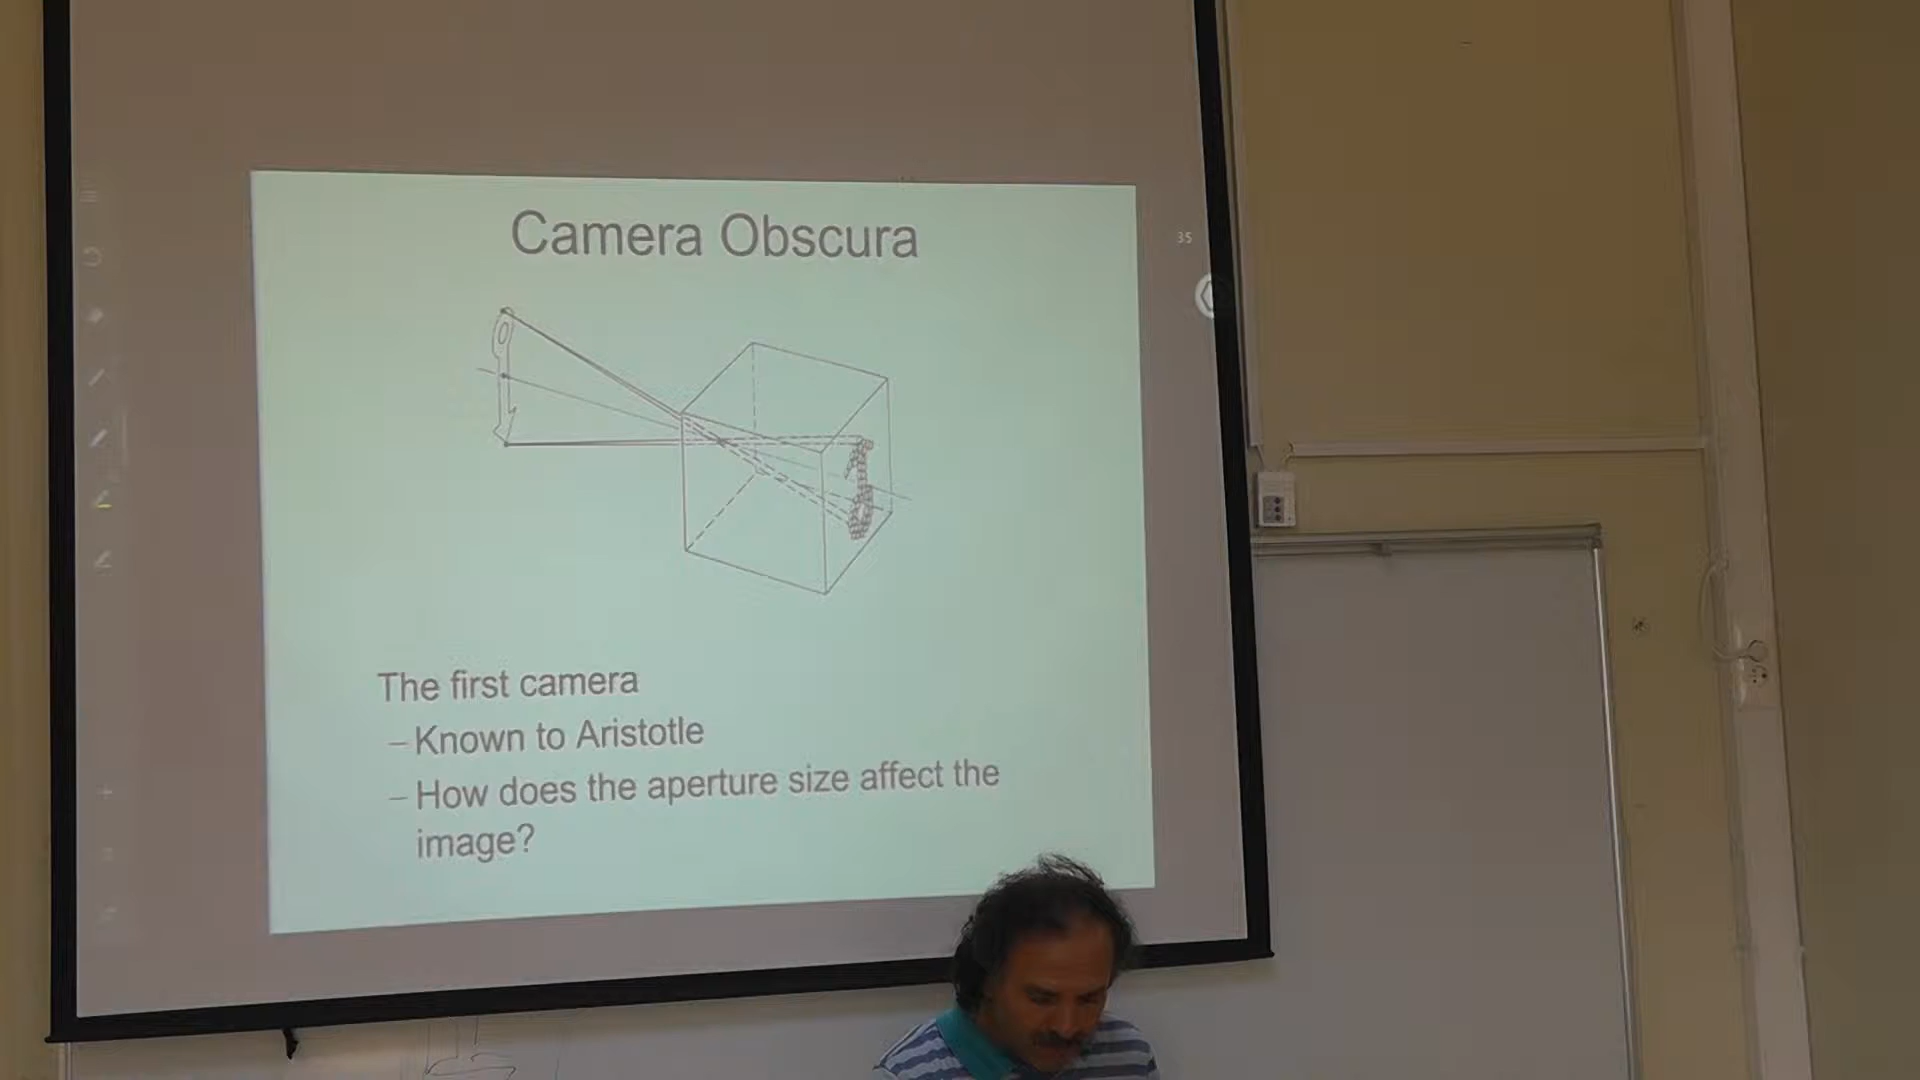 Camera Obscura
35
The first camera
– Known to Aristotle
– How does the aperture size affect the
image?